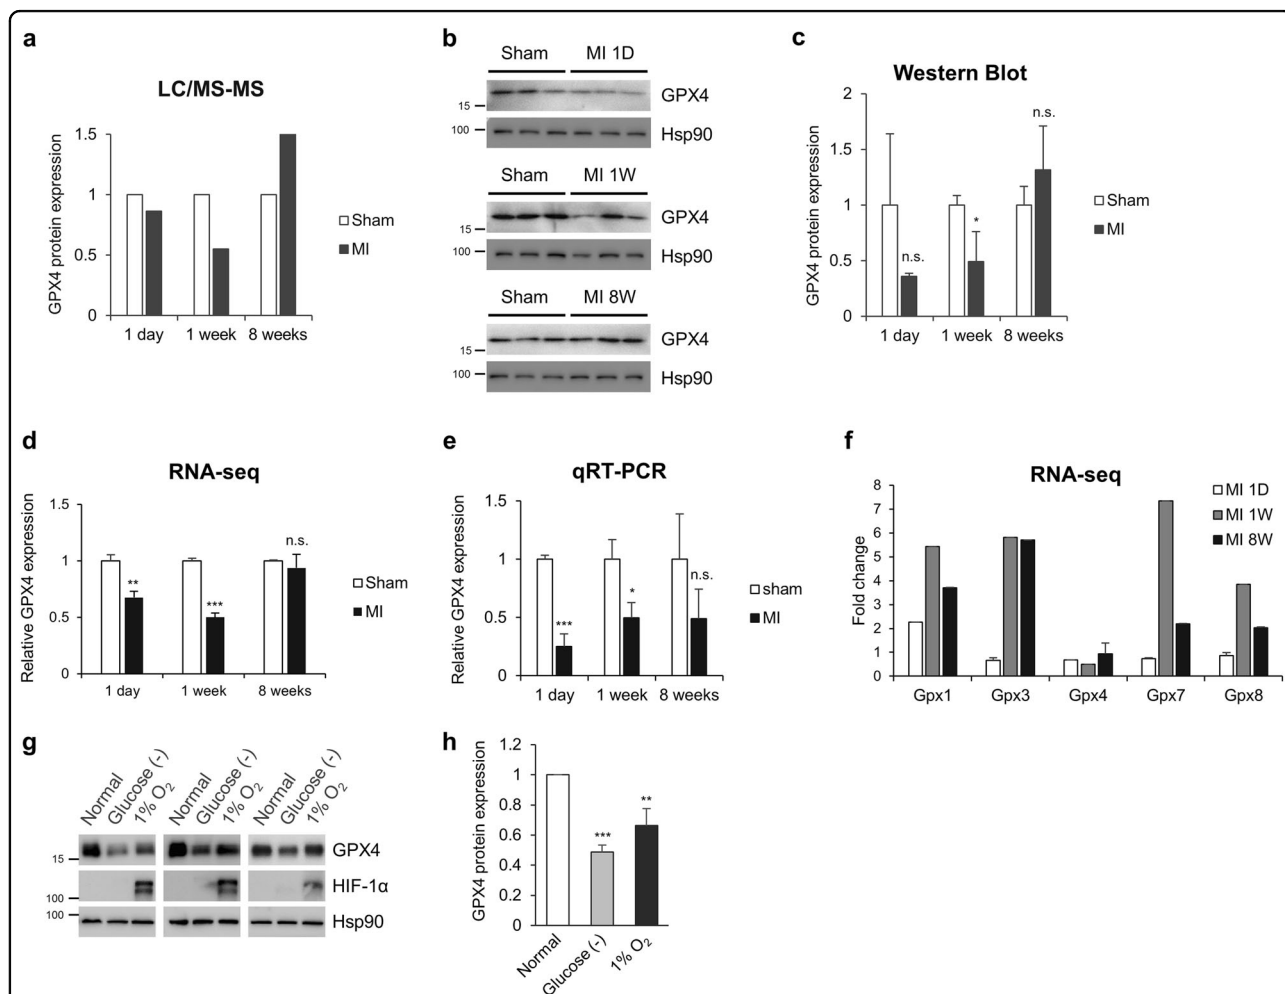 a
LC/MS-MS
GPX4 protein expression
1.5
1
0.5
0
1 day
1 week
8 weeks
Sham
MI
b
Sham
MI 1D
GPX4
15
100
Hsp90
Sham
MI 1W
GPX4
15
100
Hsp90
Sham
MI 8W
GPX4
15
100
Hsp90
c
Western Blot
GPX4 protein expression
2
1.5
1
0.5
0
n.s.
*
n.s.
1 day
1 week
8 weeks
Sham
MI
d
RNA-seq
Relative GPX4 expression
1.5
1
0.5
0
**
***
n.s.
1 day
1 week
8 weeks
Sham
MI
e
qRT-PCR
Relative GPX4 expression
1.5
1
0.5
0
***
*
n.s.
1 day
1 week
8 weeks
sham
MI
f
RNA-seq
Fold change
8
7
6
5
4
3
2
1
0
Gpx1
Gpx3
Gpx4
Gpx7
Gpx8
MI 1D
MI 1W
MI 8W
g
Normal
Glucose (-)
1% O₂
Normal
Glucose (-)
1% O₂
Normal
Glucose (-)
1% O₂
GPX4
15
HIF-1α
100
100
Hsp90
h
GPX4 protein expression
1.2
1
0.8
0.6
0.4
0.2
0
***
**
Normal
Glucose (-)
1% O₂